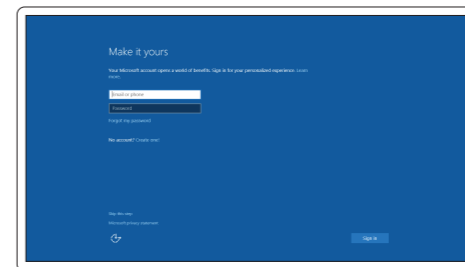 Make it yours
Your Microsoft account opens a world of benefits. Sign in for your personalized experience. Learn
more.
Email or phone
Password
Forgot my password
No account? Create one!
Skip this step
Microsoft privacy statement
Sign in